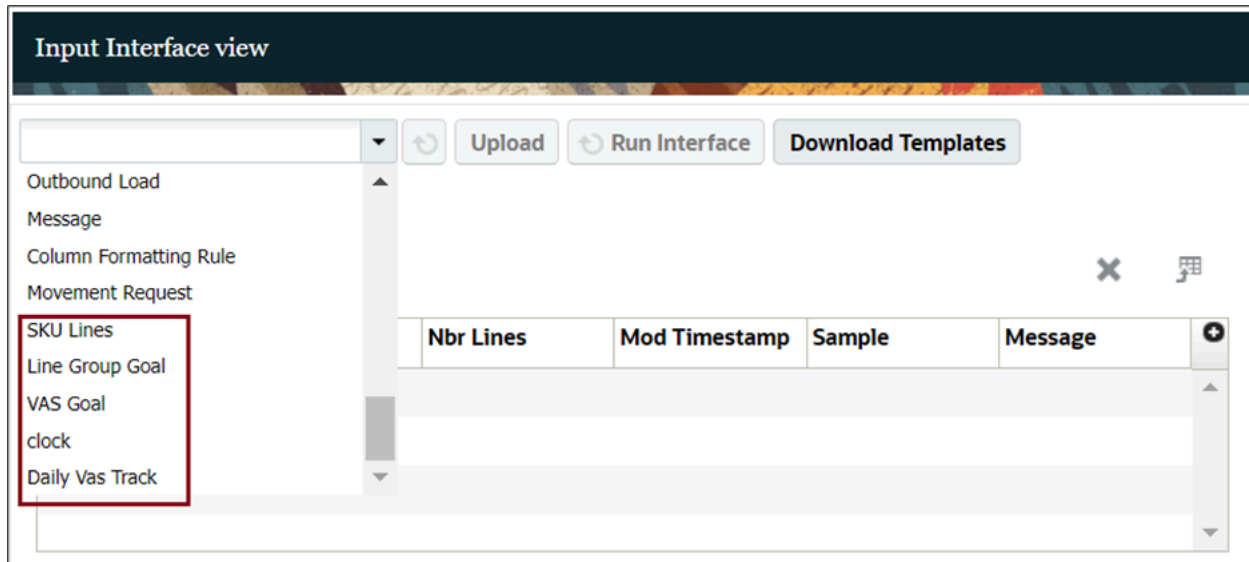 Input Interface view
Upload Run Interface Download Templates
Outbound Load
Message
Column Formatting Rule
Movement Request
SKU Lines
Line Group Goal
VAS Goal
clock
Daily Vas Track
Nbr Lines Mod Timestamp Sample Message